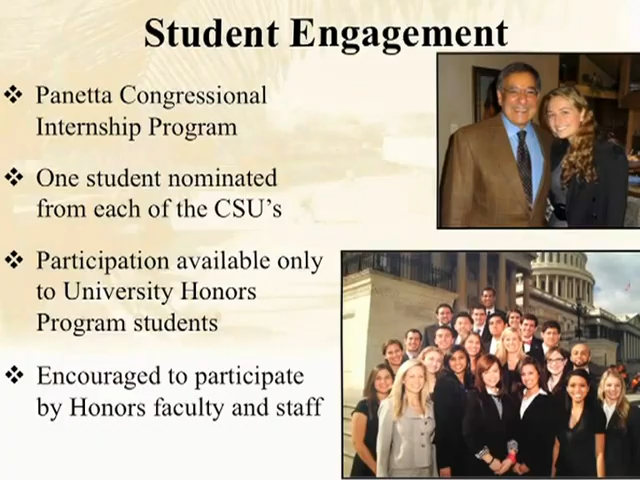 Student Engagement
❖ Panetta Congressional
Internship Program
❖ One student nominated
from each of the CSU's
❖ Participation available only
to University Honors
Program students
❖ Encouraged to participate
by Honors faculty and staff